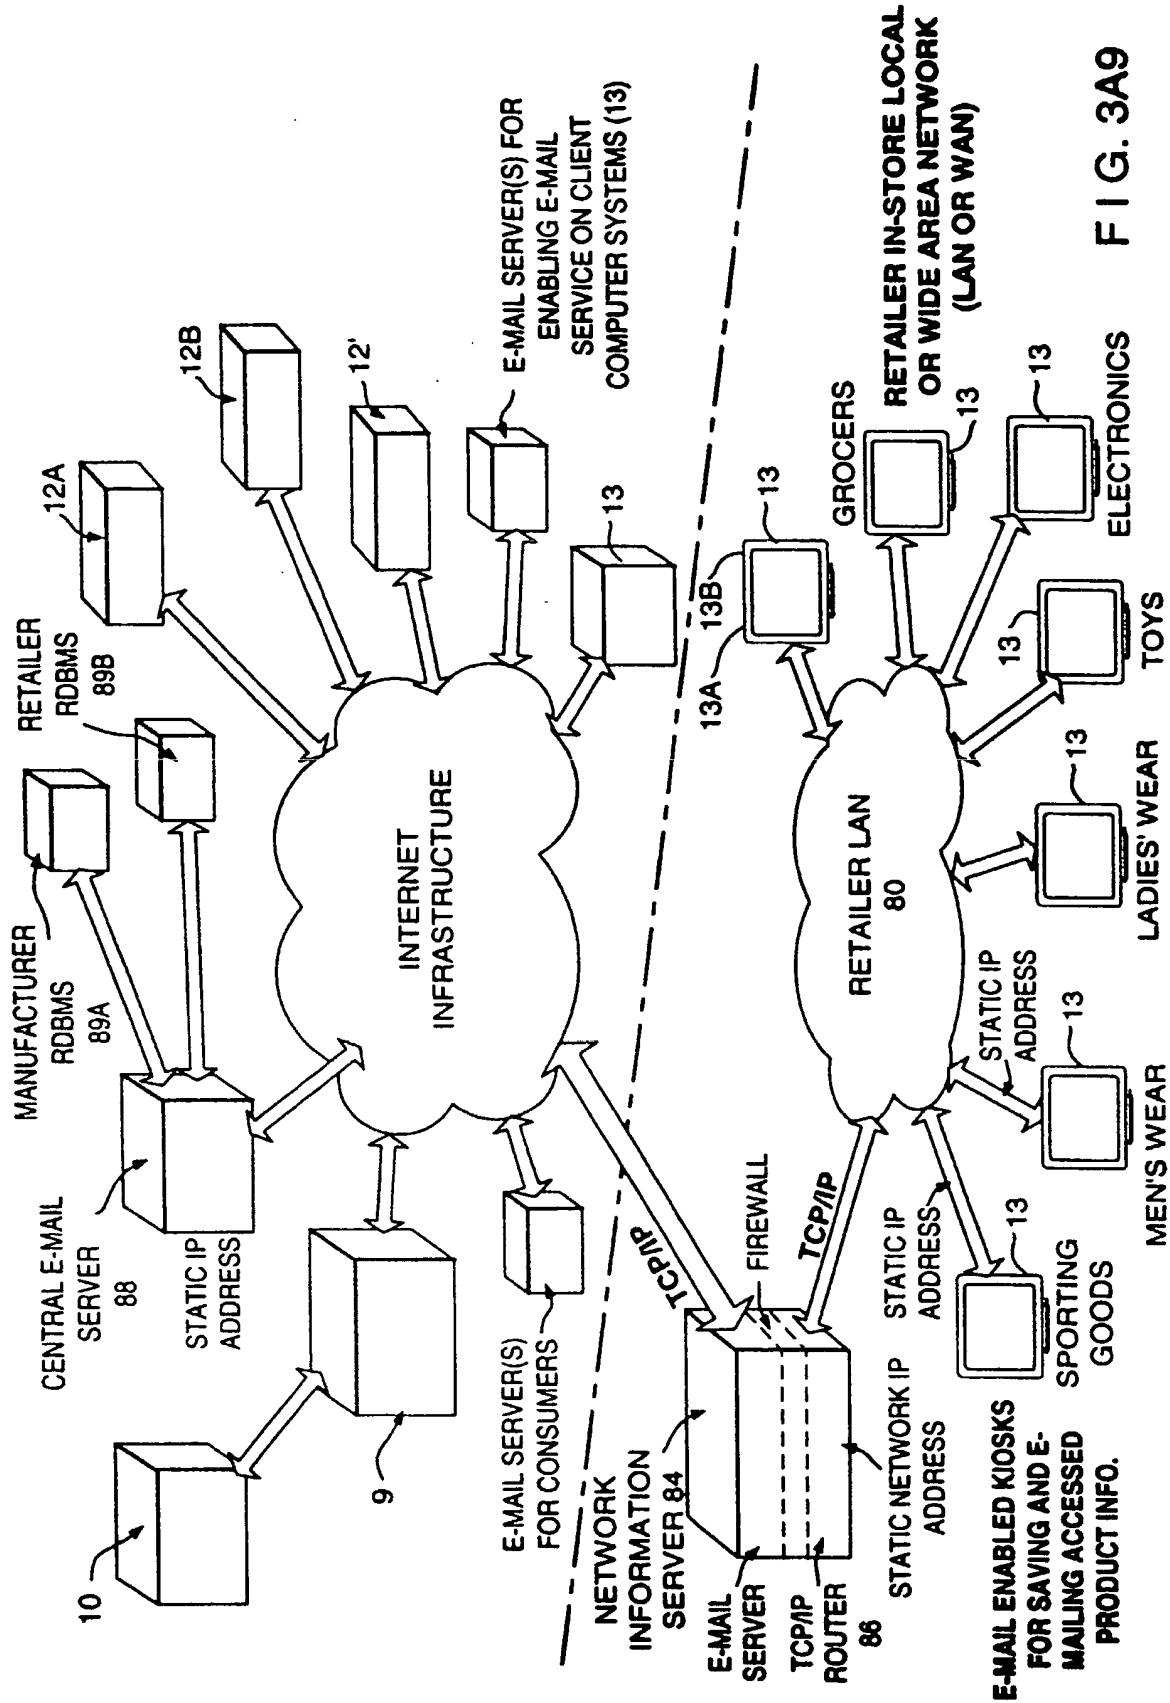 10
9
CENTRAL E-MAIL
SERVER
88
STATIC IP
ADDRESS
MANUFACTURER
RDBMS
89A
RETAILER
RDBMS
89B
12A
12B
12'
E-MAIL SERVER(S) FOR
ENABLING E-MAIL
SERVICE ON CLIENT
COMPUTER SYSTEMS (13)
13
INTERNET
INFRASTRUCTURE
E-MAIL SERVER(S)
FOR CONSUMERS
NETWORK
INFORMATION
SERVER 84
E-MAIL
SERVER
TCP/IP
ROUTER
86
TCP/IP
FIREWALL
TCP/IP
STATIC NETWORK IP
ADDRESS
RETAILER LAN
80
13A
13B
13
GROCERS
13
RETAILER IN-STORE LOCAL
OR WIDE AREA NETWORK
(LAN OR WAN)
STATIC IP
ADDRESS
13
SPORTING
GOODS
STATIC IP
ADDRESS
13
MEN'S WEAR
13
LADIES' WEAR
13
TOYS
13
ELECTRONICS
E-MAIL ENABLED KIOSKS
FOR SAVING AND E-
MAILING ACCESSED
PRODUCT INFO.
FIG. 3A9